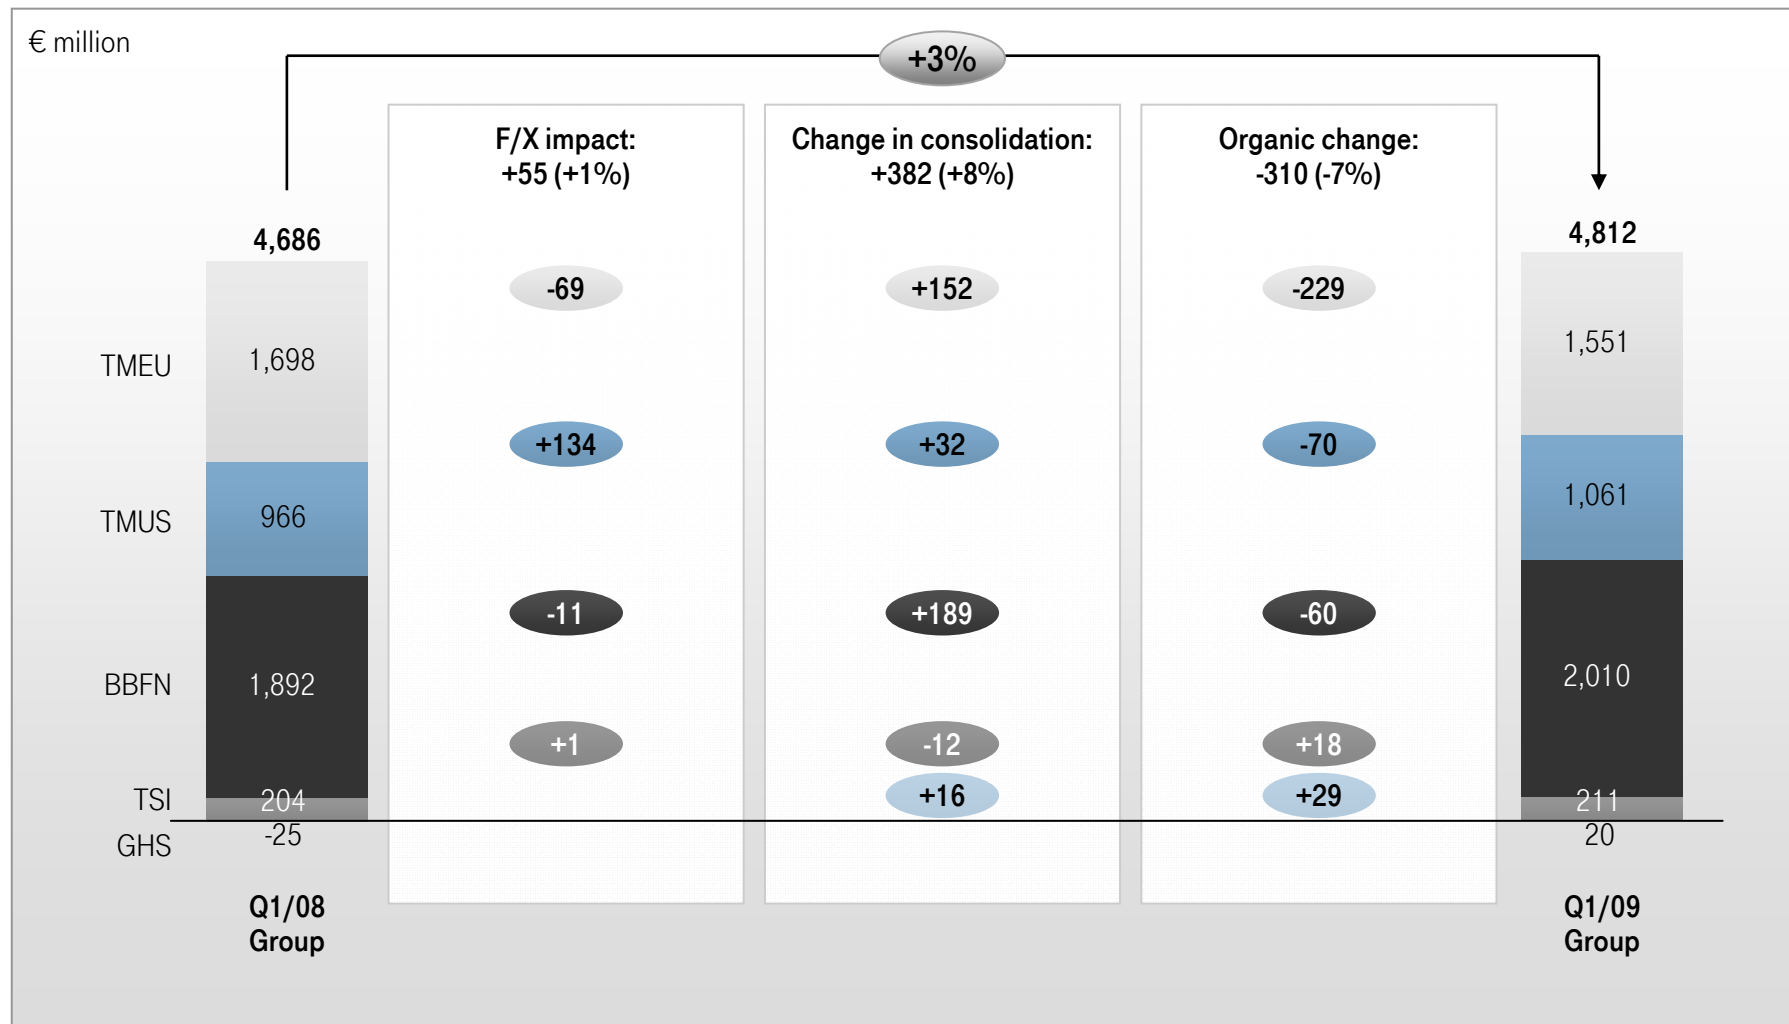 € million
+3%
F/X impact:
+55 (+1%)
Change in consolidation:
+382 (+8%)
Organic change:
-310 (-7%)
4,686
4,812
-69
+152
-229
TMEU
1,698
1,551
+134
+32
-70
TMUS
966
1,061
-11
+189
-60
BBFN
1,892
2,010
+1
-12
+18
TSI
204
+16
+29
211
GHS
-25
20
Q1/08
Group
Q1/09
Group